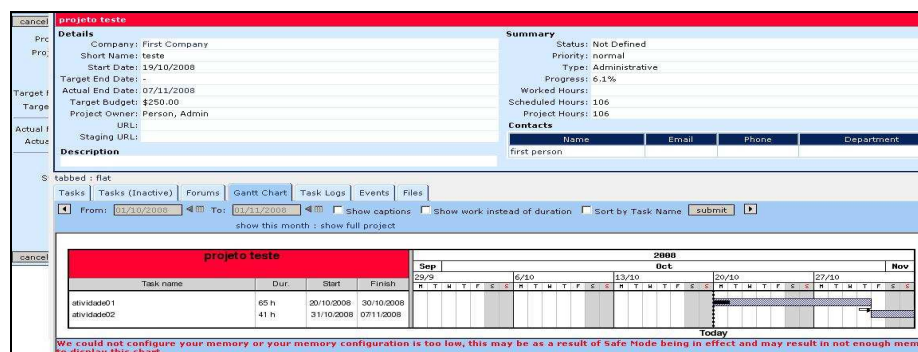 cancel
projeto teste
Details
Company: First Company
Short Name: teste
Start Date: 19/10/2008
Target End Date: -
Actual End Date: 07/11/2008
Target Budget: $250.00
Project Owner: Person, Admin
URL:
Staging URL:
Description
Summary
Status: Not Defined
Priority: normal
Type: Administrative
Progress: 6.1%
Worked Hours:
Scheduled Hours: 106
Project Hours: 106
Contacts
Name Email Phone Department
first person
Target
Targe
Actual
Actua
S
tabbed : flat
Tasks Tasks (Inactive) Forums Gantt Chart Task Logs Events Files
From: 01/10/2008 To: 01/11/2008 Show captions Show work instead of duration Sort by Task Name submit
show this month : show full project
cancel
projeto teste
2008
Sep Oct Nov
29/9 6/10 13/10 20/10 27/10
Task name Dur. Start Finish
M T W T F S S M T W T F S S M T W T F S S M T W T F S S M T W T F S S
atividade01 65 h 20/10/2008 30/10/2008
atividade02 41 h 31/10/2008 07/11/2008
Today
We could not configure your memory or your memory configuration is too low, this may be as a result of Safe Mode being in effect and may result in not enough mem
to display this chart